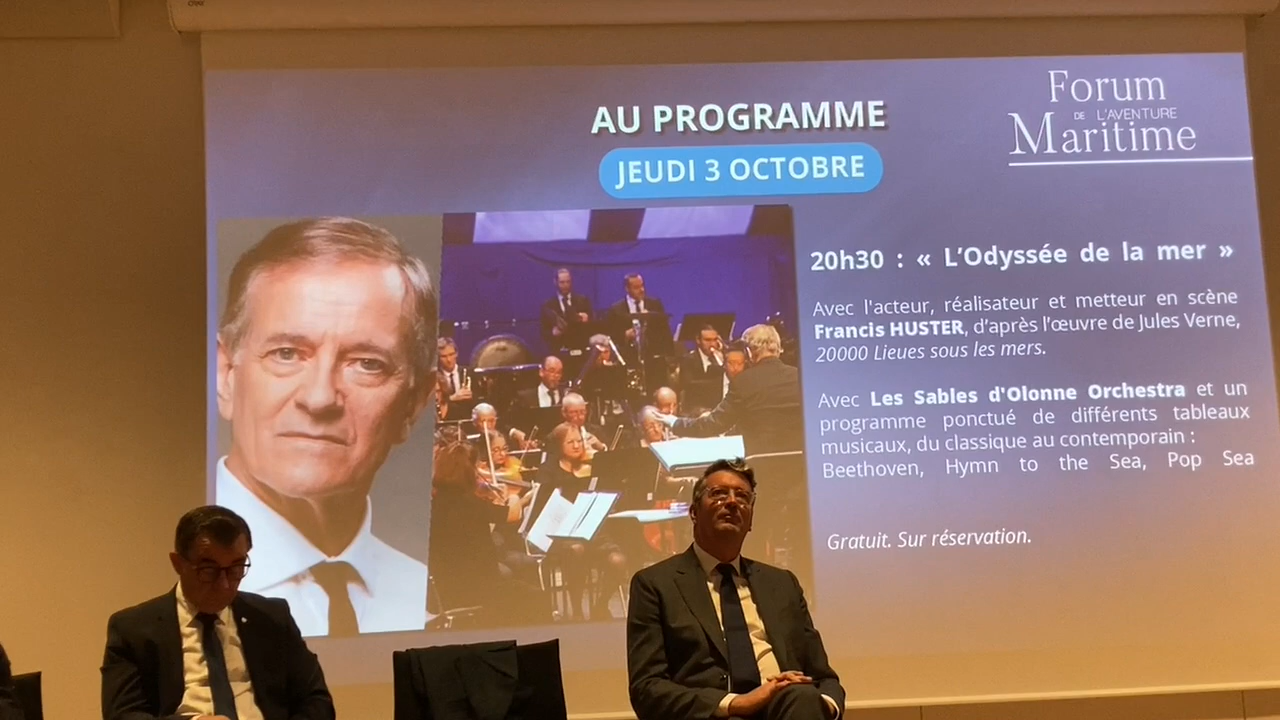 AU PROGRAMME
JEUDI 3 OCTOBRE
Forum
DE L'AVENTURE
Maritime
20h30 : « L'Odyssée de la mer »
Avec l'acteur, réalisateur et metteur en scène
Francis HUSTER, d'après l'œuvre de Jules Verne,
20000 Lieues sous les mers.
Avec Les Sables d'Olonne Orchestra et un
programme ponctué de différents tableaux
musicaux, du classique au contemporain :
Beethoven, Hymn to the Sea, Pop Sea
Gratuit. Sur réservation.